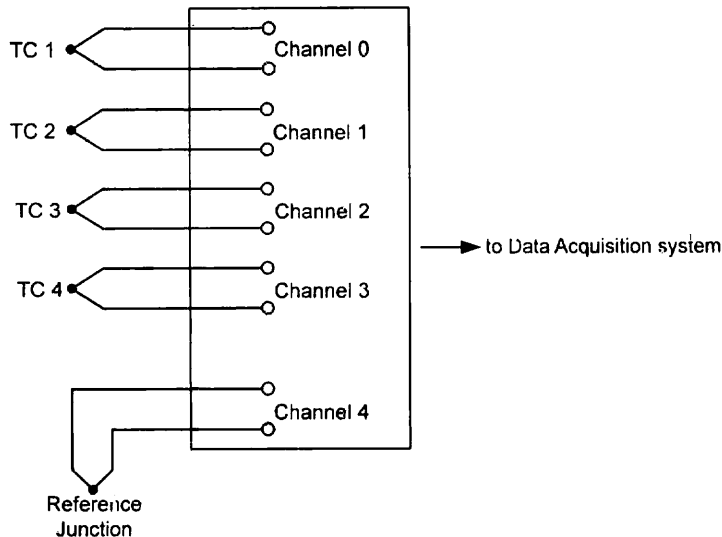 TC 1
Channel 0
TC 2
Channel 1
TC 3
Channel 2
to Data Acquisition system
TC 4
Channel 3
Channel 4
Reference
Junction